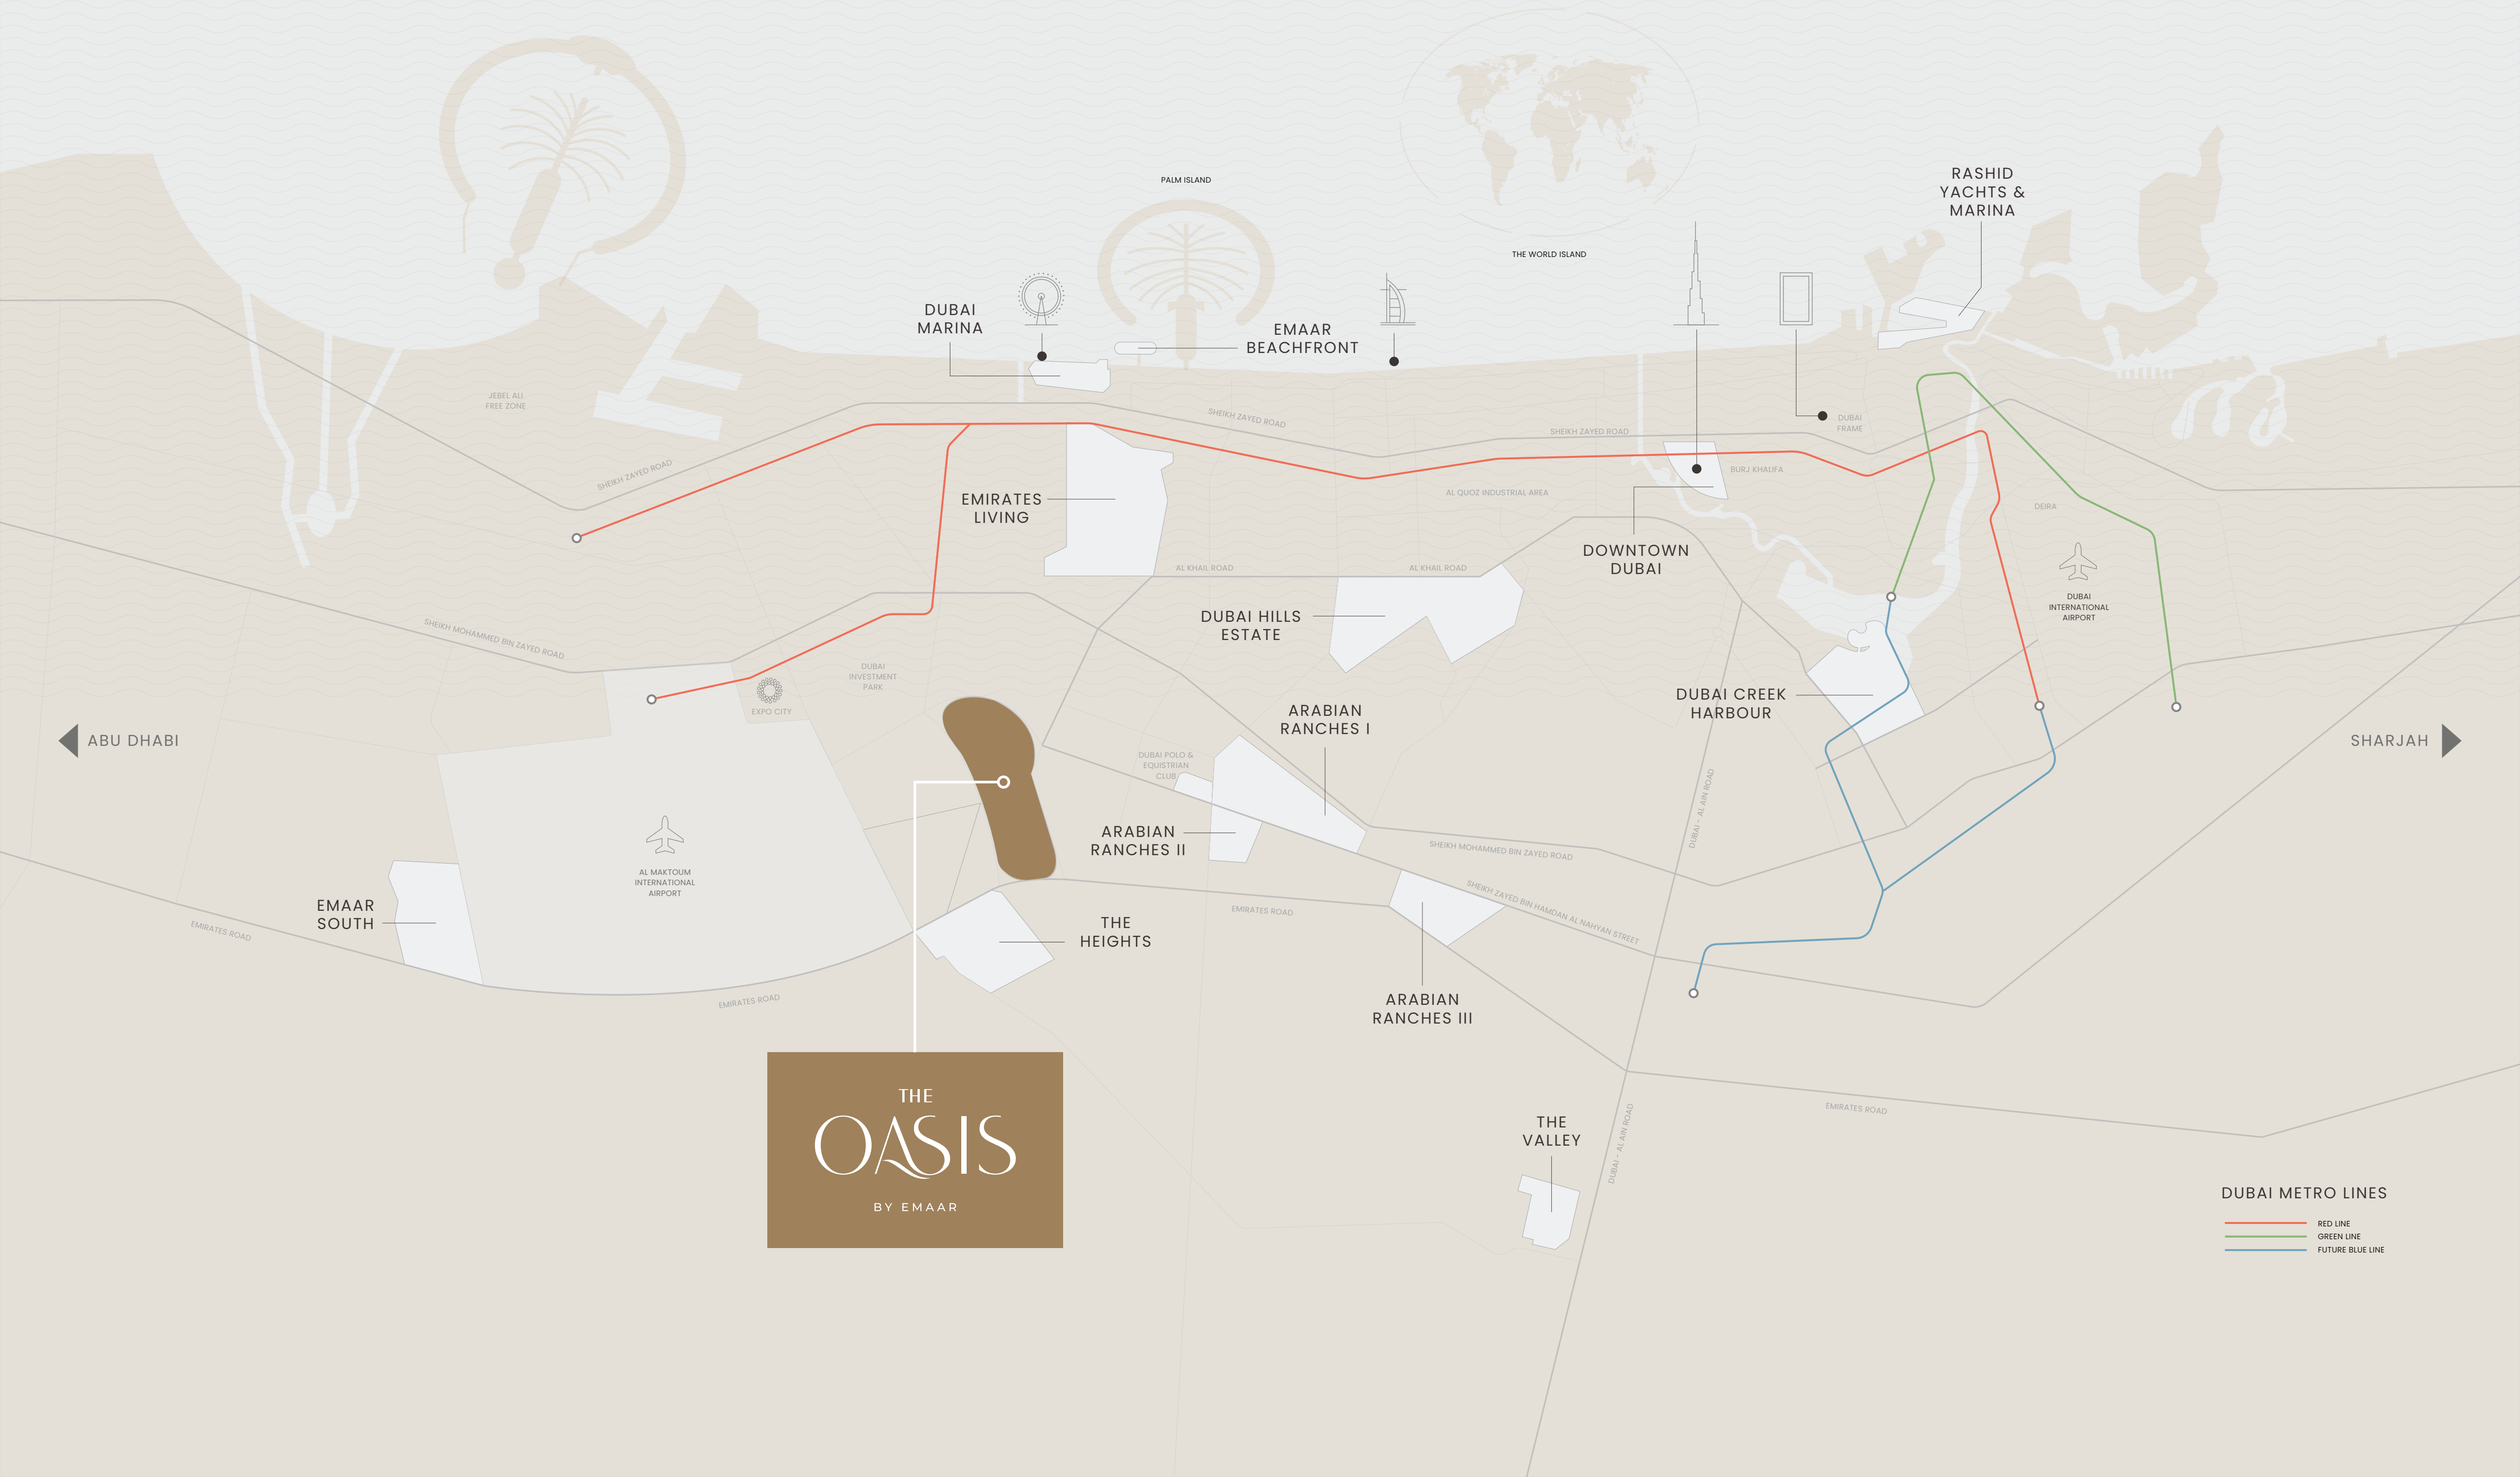 PALM ISLAND
THE WORLD ISLAND
RASHID
YACHTS &
MARINA
DUBAI
MARINA
EMAAR
BEACHFRONT
JEBEL ALI
FREE ZONE
SHEIKH ZAYED ROAD
SHEIKH ZAYED ROAD
SHEIKH ZAYED ROAD
DUBAI
FRAME
BURJ KHALIFA
EMIRATES
LIVING
AL QUOZ INDUSTRIAL AREA
DEIRA
DOWNTOWN
DUBAI
AL KHAIL ROAD
AL KHAIL ROAD
DUBAI
INTERNATIONAL
AIRPORT
DUBAI HILLS
ESTATE
SHEIKH MOHAMMED BIN ZAYED ROAD
DUBAI
INVESTMENT
PARK
EXPO CITY
DUBAI CREEK
HARBOUR
ARABIAN
RANCHES I
ABU DHABI
SHARJAH
DUBAI POLO &
EQUISTRIAN
CLUB
DUBAI - AL AIN ROAD
ARABIAN
RANCHES II
SHEIKH MOHAMMED BIN ZAYED ROAD
AL MAKTOUM
INTERNATIONAL
AIRPORT
SHEIKH ZAYED BIN HAMDAN AL NAHYAN STREET
EMAAR
SOUTH
EMIRATES ROAD
EMIRATES ROAD
THE
HEIGHTS
EMIRATES ROAD
ARABIAN
RANCHES III
THE
OASIS
BY EMAAR
EMIRATES ROAD
THE
VALLEY
DUBAI - AL AIN ROAD
DUBAI METRO LINES
RED LINE
GREEN LINE
FUTURE BLUE LINE